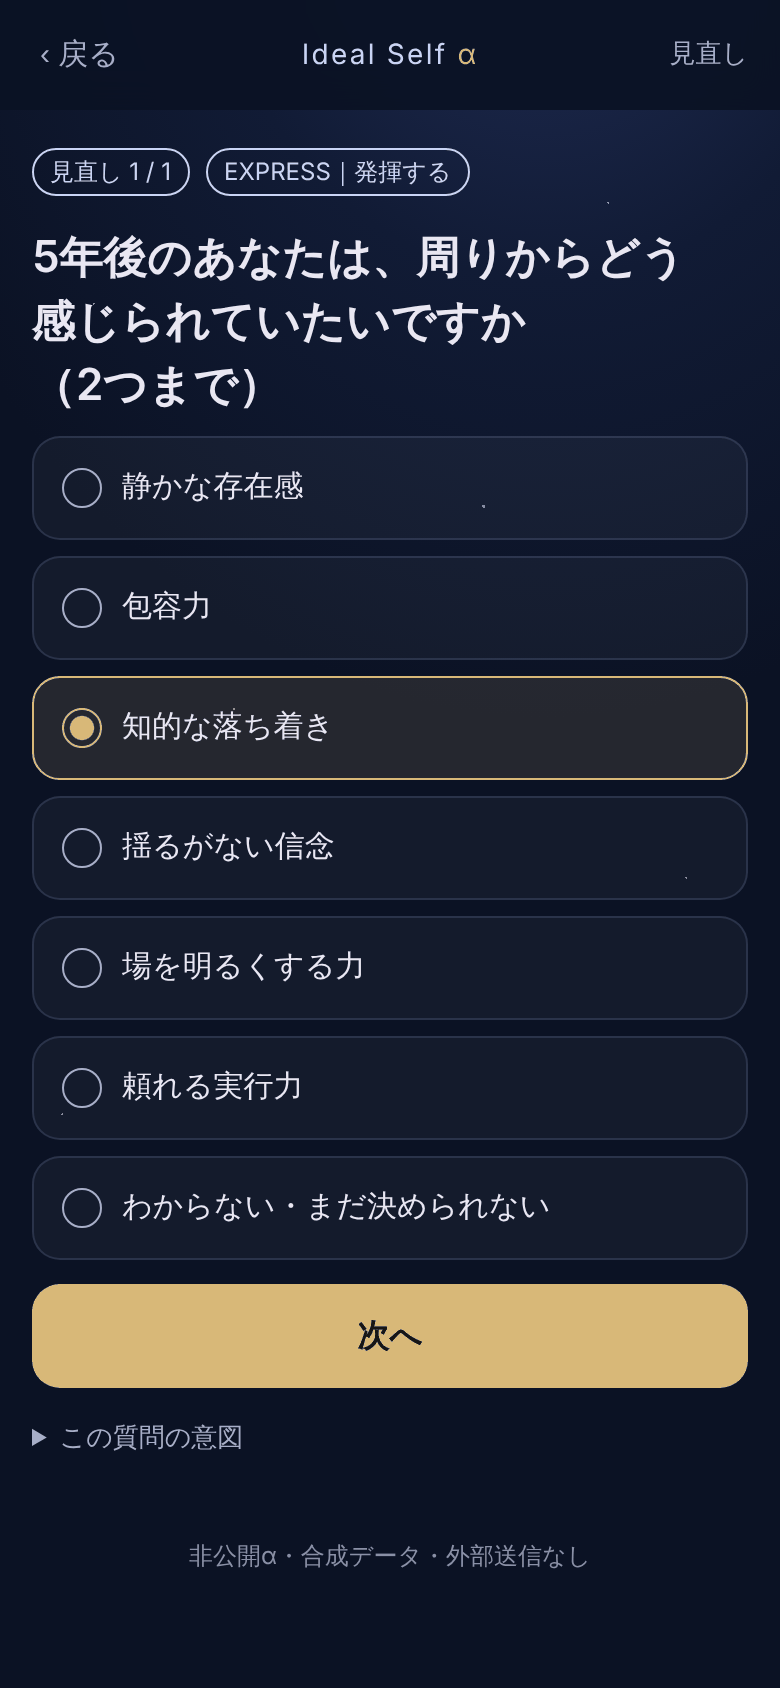 ‹ 戻る
Ideal Self α
見直し
見直し 1 / 1
EXPRESS｜発揮する
5年後のあなたは、周りからどう
感じられていたいですか
（2つまで）
静かな存在感
包容力
知的な落ち着き
揺るがない信念
場を明るくする力
頼れる実行力
わからない・まだ決められない
次へ
▶ この質問の意図
非公開α・合成データ・外部送信なし